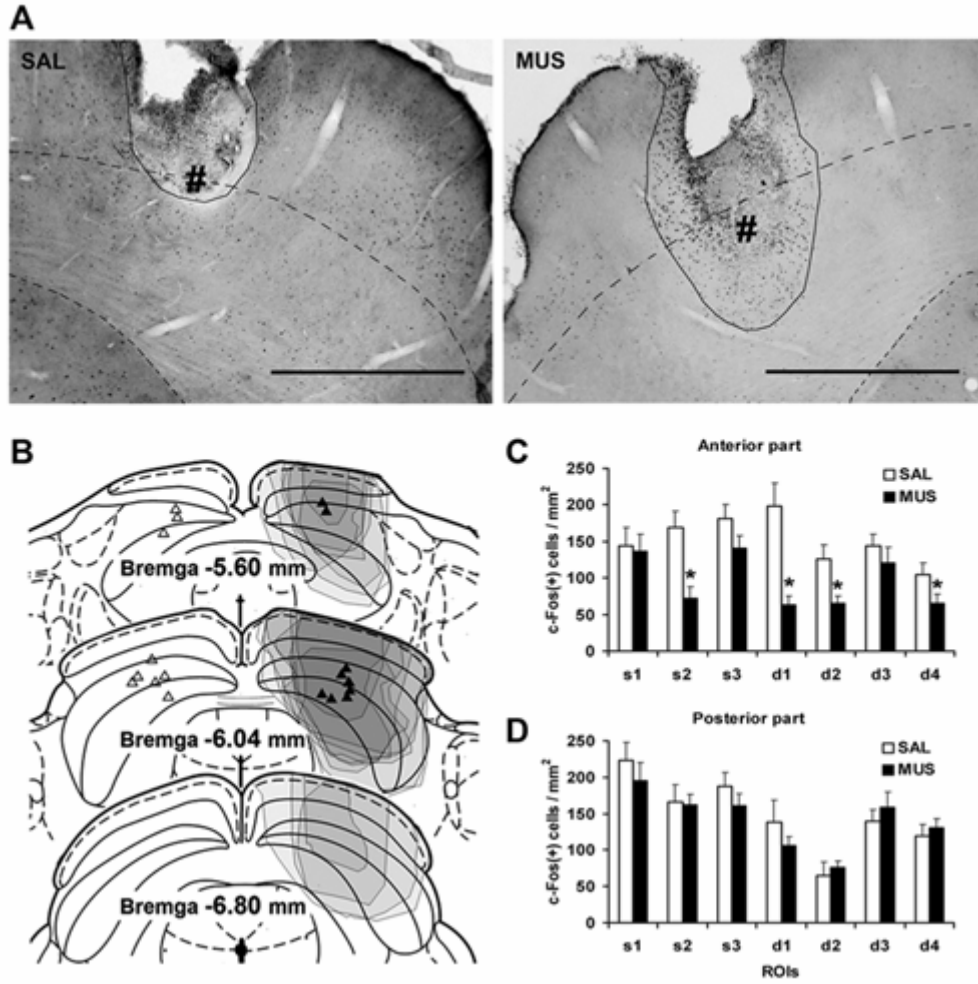 A
SAL
#
MUS
#
B
Bremga -5.60 mm
Bremga -6.04 mm
Bremga -6.80 mm
C
Anterior part
c-Fos(+) cells / mm²
250
200
150
100
50
0
SAL
MUS
* * * *
s1 s2 s3 d1 d2 d3 d4
D
Posterior part
c-Fos(+) cells / mm²
250
200
150
100
50
0
SAL
MUS
s1 s2 s3 d1 d2 d3 d4
ROIs